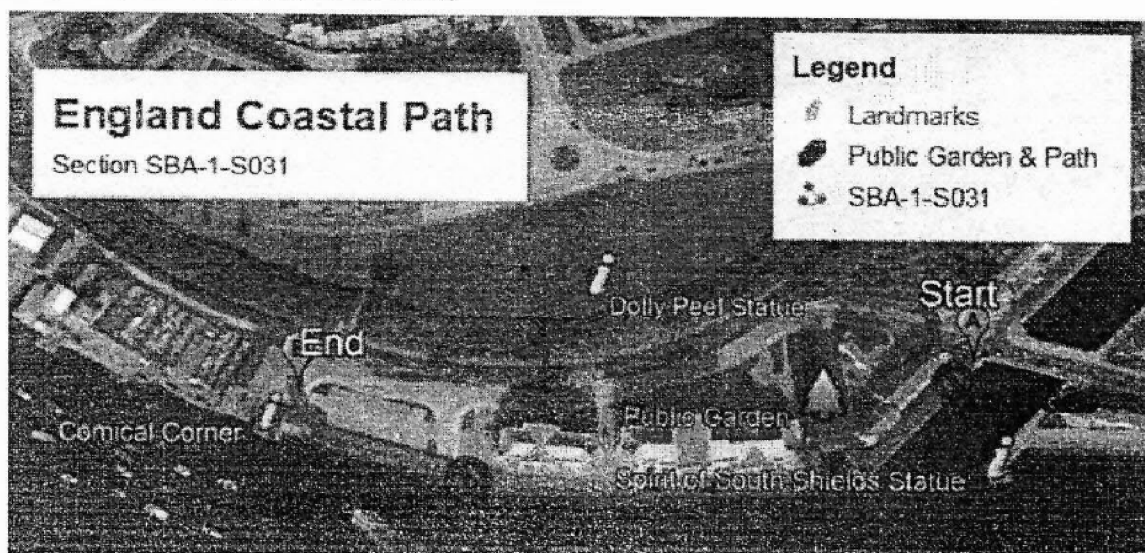 England Coastal Path
Section SBA-1-S031
Legend
Landmarks
Public Garden & Path
SBA-1-S031
Dolly Peel Statue
Start
A
End
Public Garden
Comical Corner
Spirit of South Shields Statue